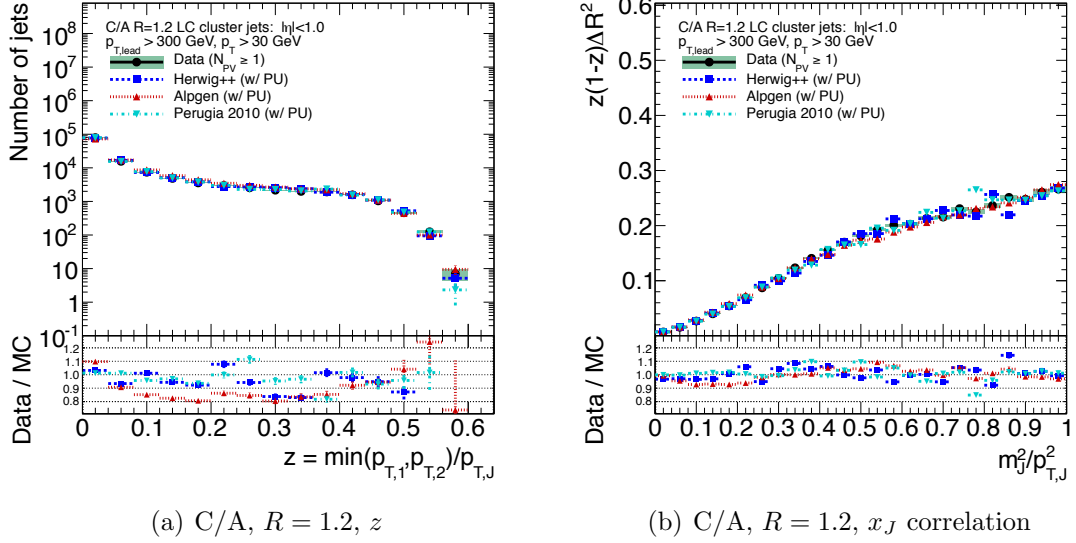 Number of jets
10^8
10^7
10^6
10^5
10^4
10^3
10^2
10
1
10^-1
C/A R=1.2 LC cluster jets: |η|<1.0
p_T,lead > 300 GeV, p_T > 30 GeV
Data (N_PV ≥ 1)
Herwig++ (w/ PU)
Alpgen (w/ PU)
Perugia 2010 (w/ PU)
Data / MC
1.2
1.1
1.0
0.9
0.8
0 0.1 0.2 0.3 0.4 0.5 0.6
z = min(p_T,1,p_T,2)/p_T,J
(a) C/A, R = 1.2, z
z(1-z)ΔR²
0.6
0.5
0.4
0.3
0.2
0.1
C/A R=1.2 LC cluster jets: |η|<1.0
p_T,lead > 300 GeV, p_T > 30 GeV
Data (N_PV ≥ 1)
Herwig++ (w/ PU)
Alpgen (w/ PU)
Perugia 2010 (w/ PU)
Data / MC
1.2
1.1
1.0
0.9
0.8
0 0.1 0.2 0.3 0.4 0.5 0.6 0.7 0.8 0.9 1
m_J²/p²_T,J
(b) C/A, R = 1.2, x_J correlation